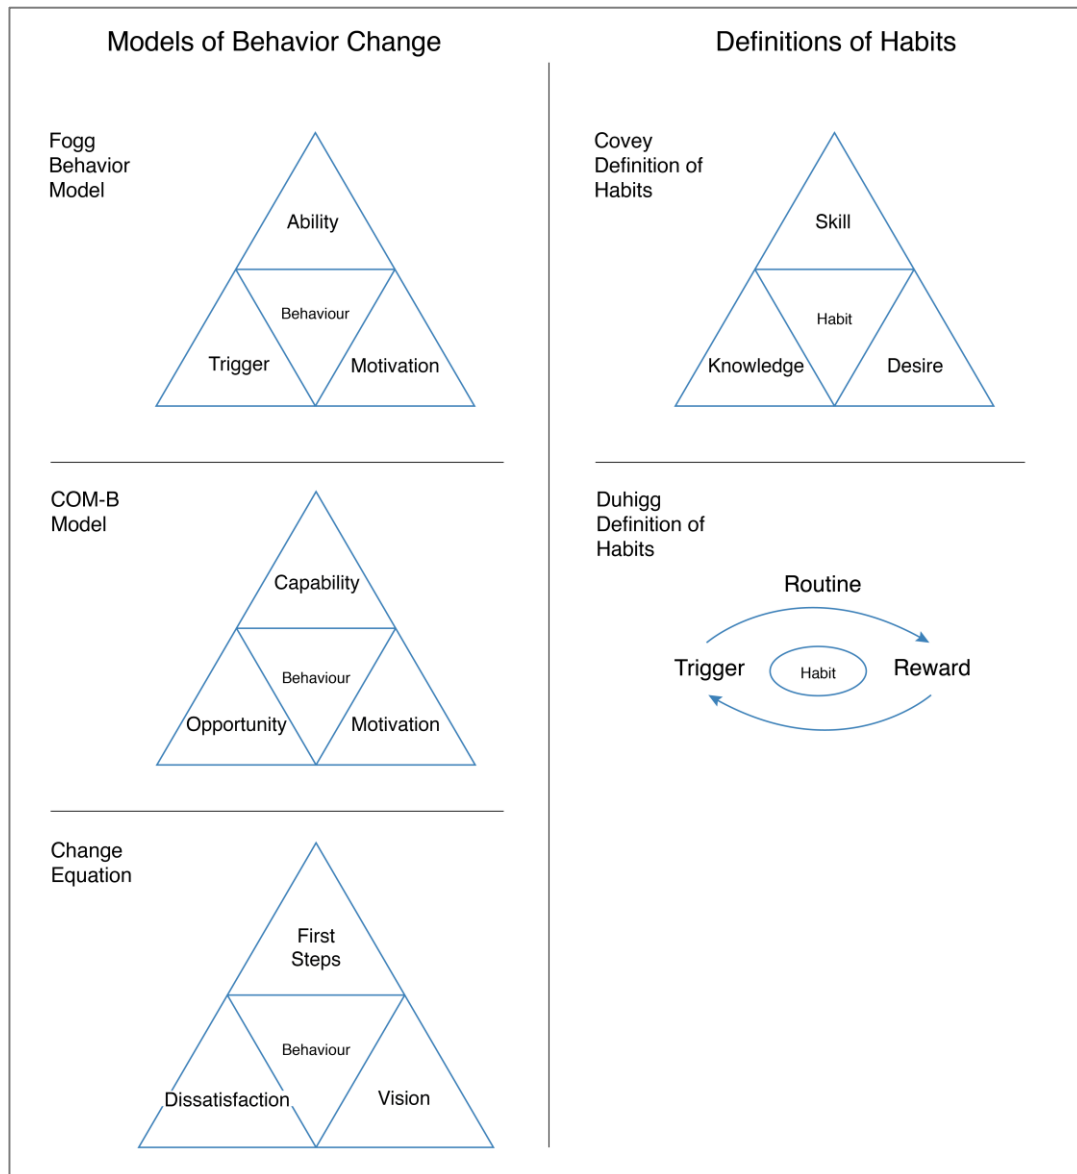 Models of Behavior Change
Fogg
Behavior
Model
Ability
Behaviour
Trigger
Motivation
COM-B
Model
Capability
Behaviour
Opportunity
Motivation
Change
Equation
First
Steps
Behaviour
Dissatisfaction
Vision
Definitions of Habits
Covey
Definition of
Habits
Skill
Habit
Knowledge
Desire
Duhigg
Definition of
Habits
Routine
Trigger
Habit
Reward